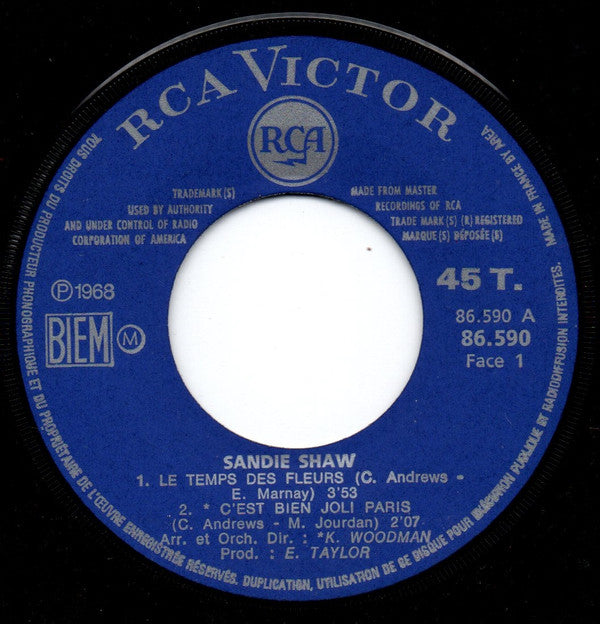 RCA VICTOR
RCA
TRADEMARK(S)
USED BY AUTHORITY
AND UNDER CONTROL OF RADIO
CORPORATION OF AMERICA
MADE FROM MASTER
RECORDINGS OF RCA
TRADE MARK(S) (R) REGISTERED
MARQUE(S) DÉPOSÉE(S)
℗1968
BIEM M
45 T.
86.590 A
86.590
Face 1
SANDIE SHAW
1. LE TEMPS DES FLEURS (C. Andrews -
E. Marnay) 3'53
2. * C'EST BIEN JOLI PARIS
(C. Andrews - M. Jourdan) 2'07
Arr. et Orch. Dir. : *K. WOODMAN
Prod. : E. TAYLOR
TOUS DROITS DU PRODUCTEUR PHONOGRAPHIQUE ET DU PROPRIÉTAIRE DE L'ŒUVRE ENREGISTRÉE RÉSERVÉS. DUPLICATION, UTILISATION DE CE DISQUE POUR EXÉCUTION PUBLIQUE ET RADIODIFFUSION INTERDITES. MADE IN FRANCE BY AREA